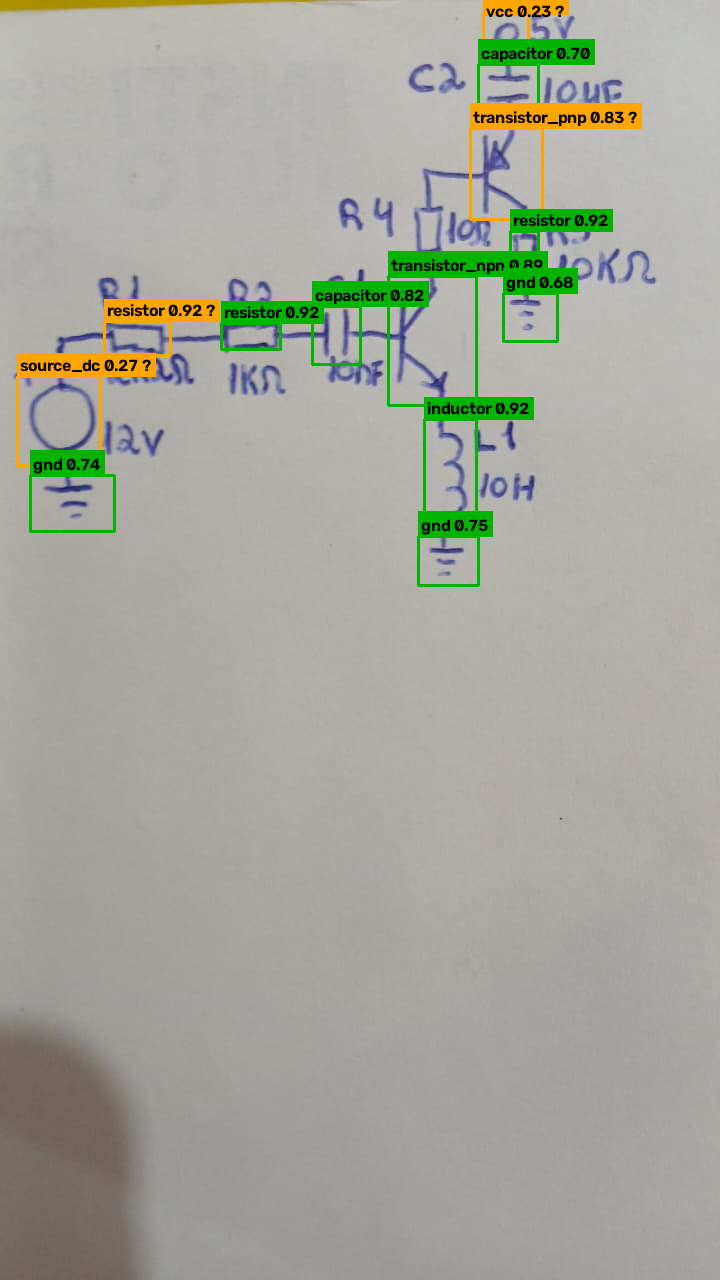 vcc 0.23 ?
5V
capacitor 0.70
C2
10µF
transistor_pnp 0.83 ?
R4
10Ω
resistor 0.92
transistor_npn 0.89
10KΩ
gnd 0.68
capacitor 0.82
resistor 0.92 ?
resistor 0.92
1KΩ
source_dc 0.27 ?
12V
inductor 0.92
L1
10H
gnd 0.74
gnd 0.75